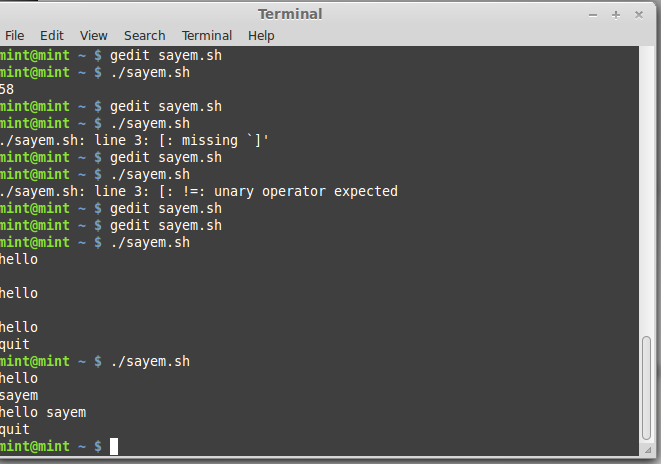 Terminal
File Edit View Search Terminal Help
mint@mint ~ $ gedit sayem.sh
mint@mint ~ $ ./sayem.sh
58
mint@mint ~ $ gedit sayem.sh
mint@mint ~ $ ./sayem.sh
./sayem.sh: line 3: [: missing `]'
mint@mint ~ $ gedit sayem.sh
mint@mint ~ $ ./sayem.sh
./sayem.sh: line 3: [: !=: unary operator expected
mint@mint ~ $ gedit sayem.sh
mint@mint ~ $ gedit sayem.sh
mint@mint ~ $ ./sayem.sh
hello
hello
hello
quit
mint@mint ~ $ ./sayem.sh
hello
sayem
hello sayem
quit
mint@mint ~ $